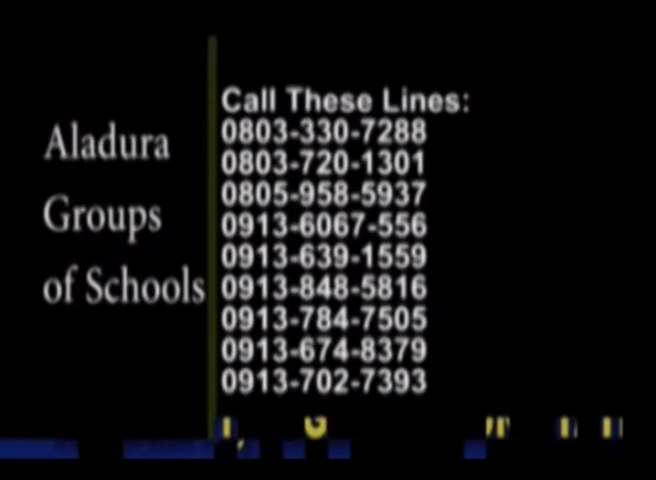 Aladura
Groups
of Schools
Call These Lines:
0803-330-7288
0803-720-1301
0805-958-5937
0913-6067-556
0913-639-1559
0913-848-5816
0913-784-7505
0913-674-8379
0913-702-7393